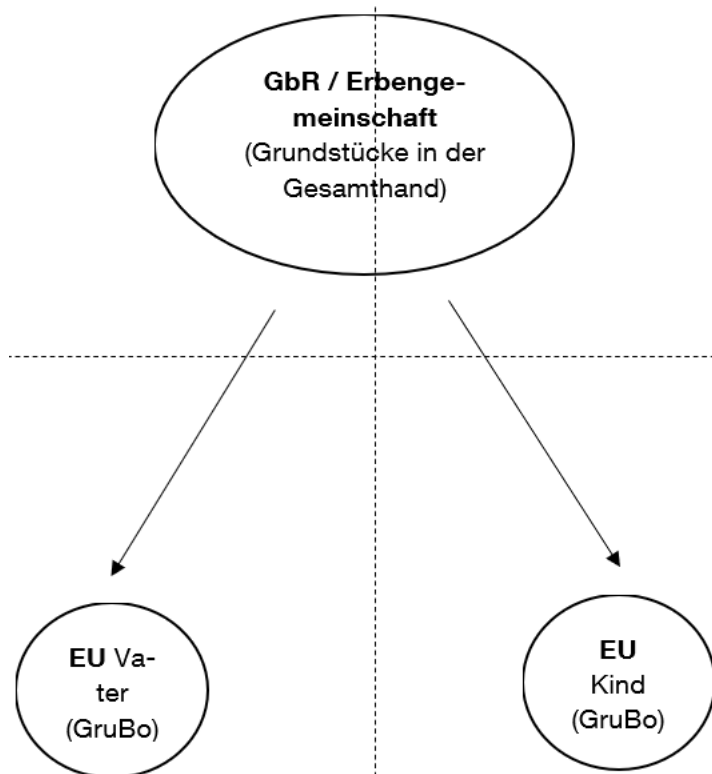 GbR / Erbenge-
meinschaft
(Grundstücke in der
Gesamthand)
EU Va-
ter
(GruBo)
EU
Kind
(GruBo)